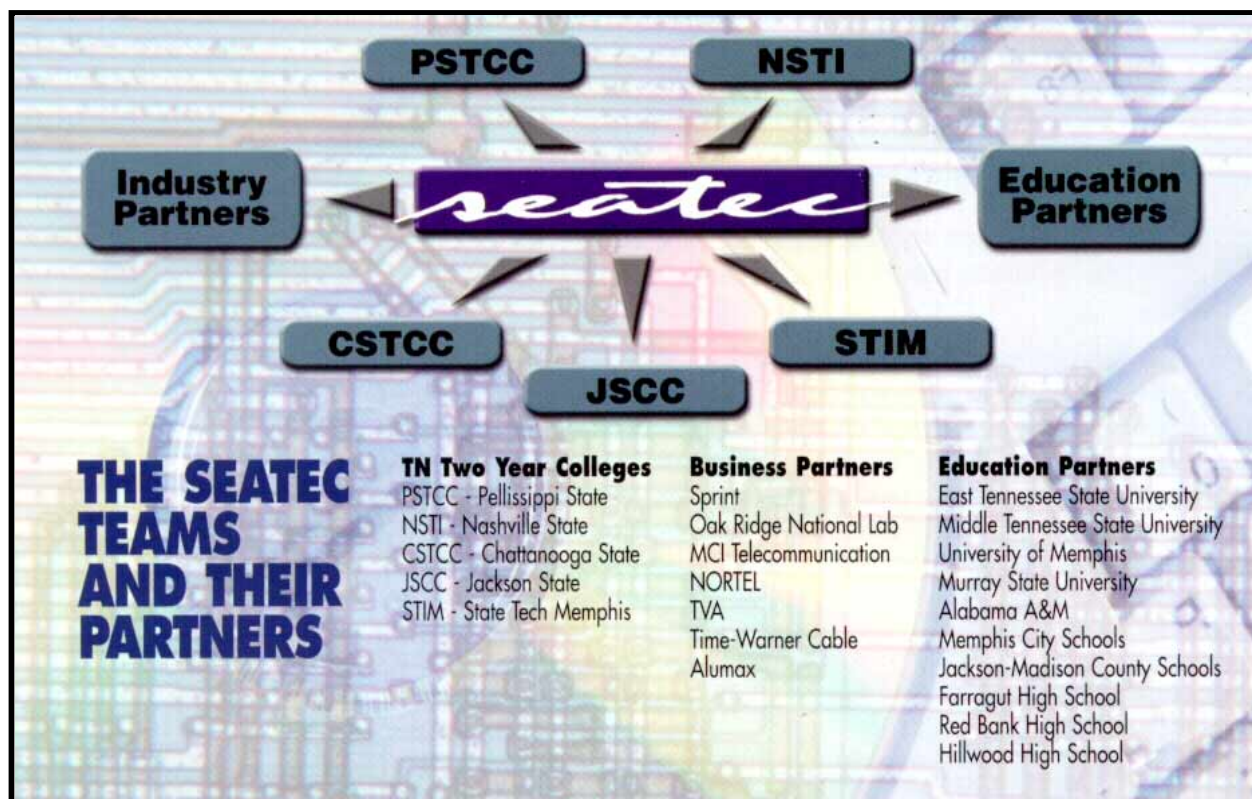 PSTCC
NSTI
Industry
Partners
seatec
Education
Partners
CSTCC
STIM
JSCC
THE SEATEC
TEAMS
AND THEIR
PARTNERS
TN Two Year Colleges
PSTCC - Pellissippi State
NSTI - Nashville State
CSTCC - Chattanooga State
JSCC - Jackson State
STIM - State Tech Memphis
Business Partners
Sprint
Oak Ridge National Lab
MCI Telecommunication
NORTEL
TVA
Time-Warner Cable
Alumax
Education Partners
East Tennessee State University
Middle Tennessee State University
University of Memphis
Murray State University
Alabama A&M
Memphis City Schools
Jackson-Madison County Schools
Farragut High School
Red Bank High School
Hillwood High School